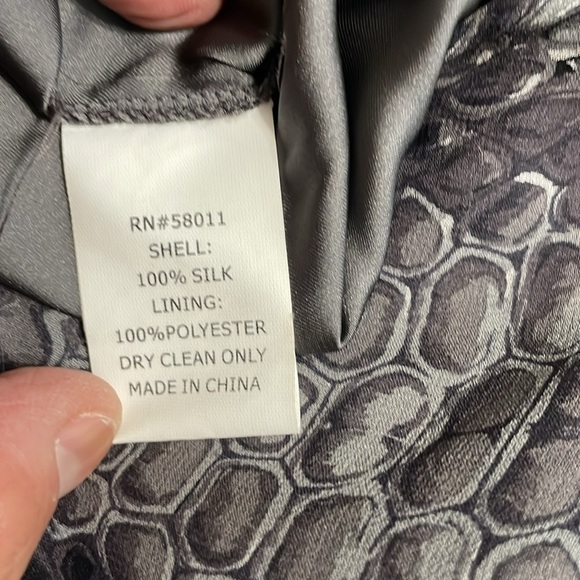 RN#58011
SHELL:
100% SILK
LINING:
100%POLYESTER
DRY CLEAN ONLY
MADE IN CHINA